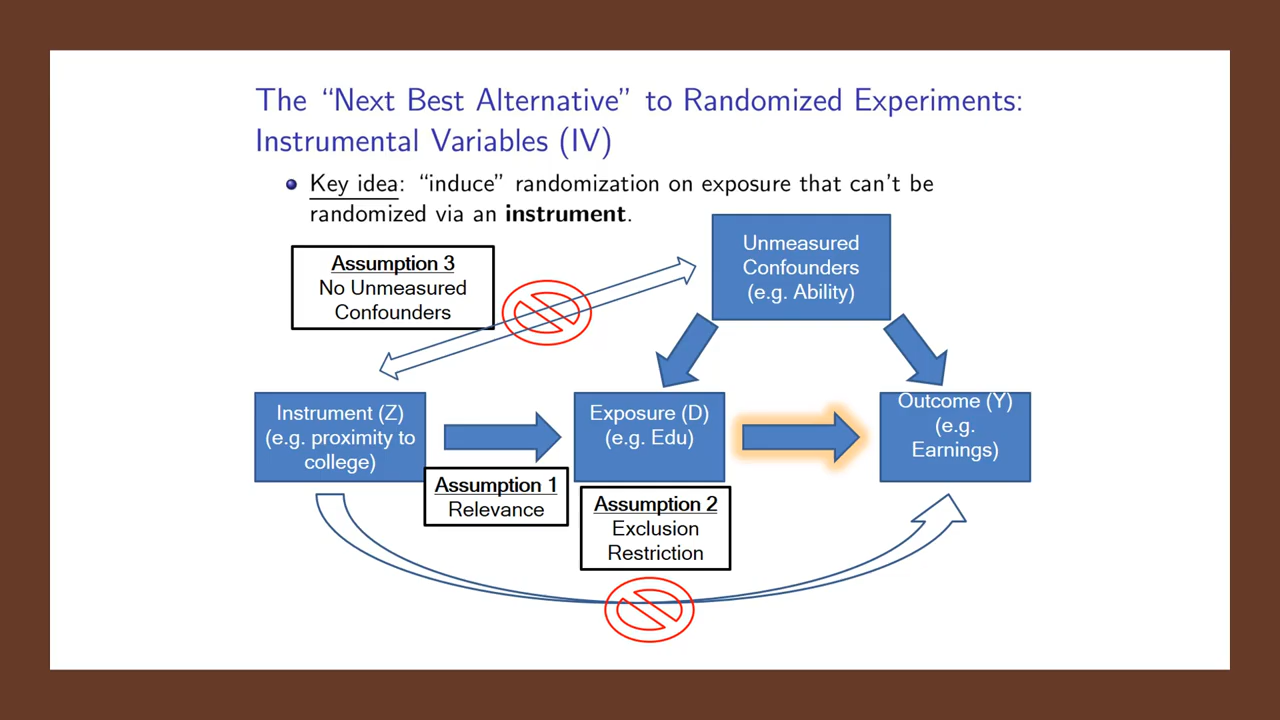 The “Next Best Alternative” to Randomized Experiments:
Instrumental Variables (IV)
Key idea: “induce” randomization on exposure that can’t be
randomized via an instrument.
Unmeasured
Confounders
(e.g. Ability)
Assumption 3
No Unmeasured
Confounders
Instrument (Z)
(e.g. proximity to
college)
Exposure (D)
(e.g. Edu)
Outcome (Y)
(e.g.
Earnings)
Assumption 1
Relevance
Assumption 2
Exclusion
Restriction